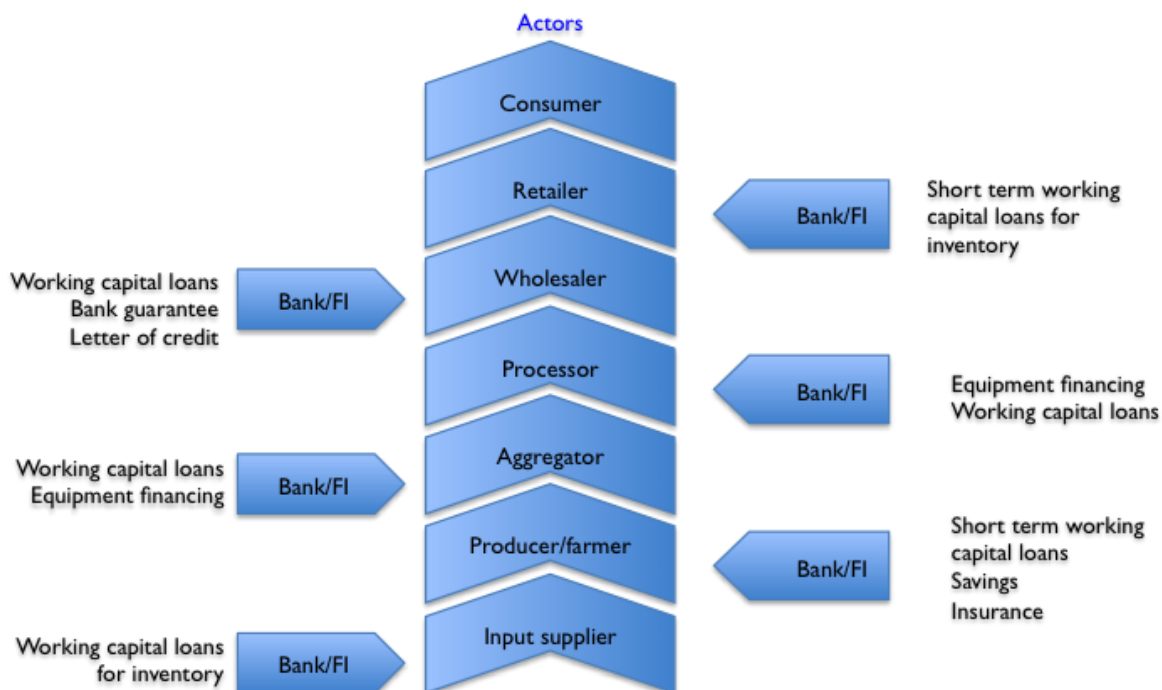 Actors
Consumer
Retailer
Bank/FI
Short term working
capital loans for
inventory
Working capital loans
Bank guarantee
Letter of credit
Bank/FI
Wholesaler
Processor
Bank/FI
Equipment financing
Working capital loans
Working capital loans
Equipment financing
Bank/FI
Aggregator
Producer/farmer
Bank/FI
Short term working
capital loans
Savings
Insurance
Working capital loans
for inventory
Bank/FI
Input supplier